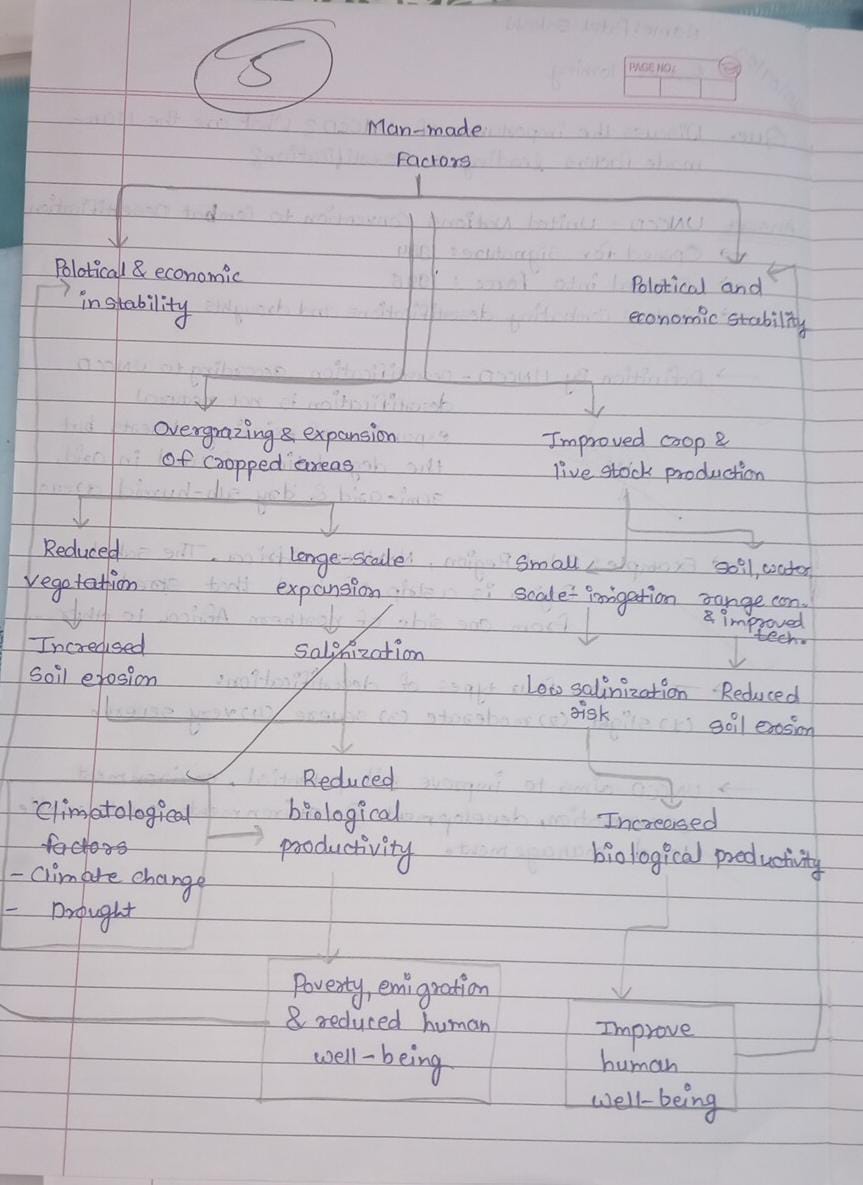 5
PAGE NO.:
Man-made
Factors
Polotical & economic
instability
Polotical and
economic stability
Overgrazing & expansion
of cropped areas
Improved crop &
live stock production
Reduced
vegetation
Lenge-scale
expansion
Small
scale-irrigation
soil, water
range con.
& improved
tech.
Increased
soil erosion
Salinization
Low salinization
risk
Reduced
soil erosion
Climatological
factors
- Climate change
- Drought
Reduced
biological
productivity
Increased
biological productivity
Poverty, emigration
& reduced human
well-being
Improve
human
well-being